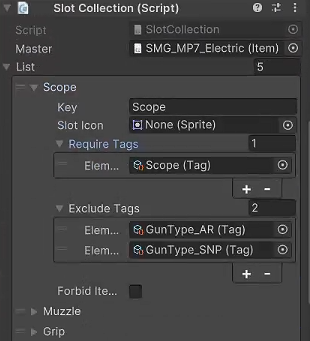 Slot Collection (Script)
Script SlotCollection
Master SMG_MP7_Electric (Item)
List 5
Scope
Key Scope
Slot Icon None (Sprite)
Require Tags 1
Elem... Scope (Tag)
+ -
Exclude Tags 2
Elem... GunType_AR (Tag)
Elem... GunType_SNP (Tag)
+ -
Forbid Ite...
Muzzle
Grip